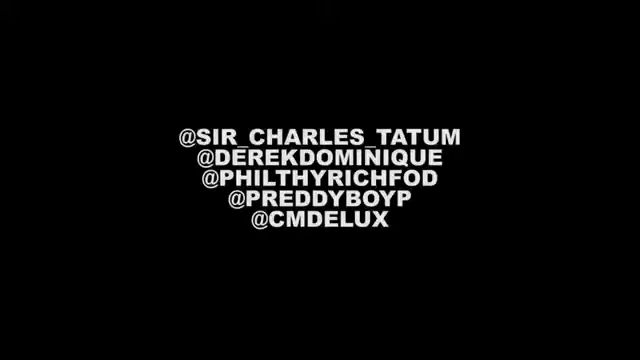 @SIR_CHARLES_TATUM
@DEREKDOMINIQUE
@PHILTHYRICHFOD
@PREDDYBOYP
@CMDELUX